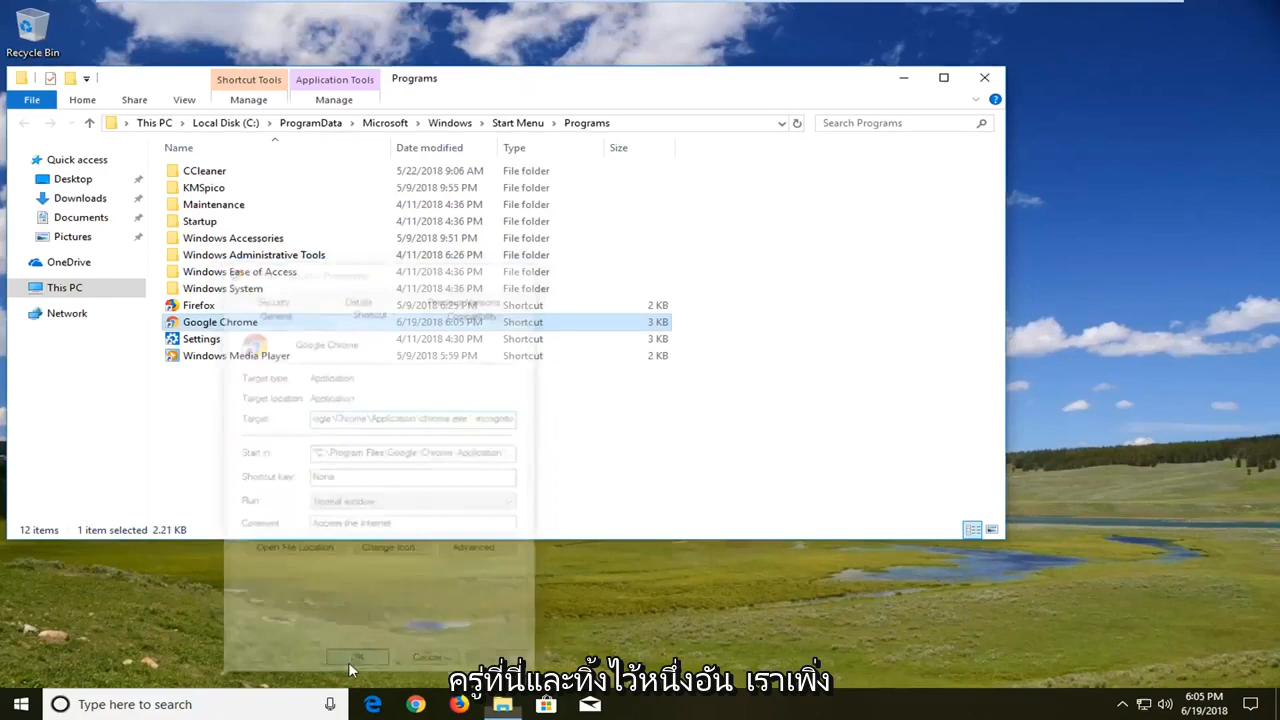 Recycle Bin
Shortcut Tools
Application Tools
Programs
File
Home
Share
View
Manage
Manage
This PC
Local Disk (C:)
ProgramData
Microsoft
Windows
Start Menu
Programs
Search Programs
Name
Date modified
Type
Size
Quick access
Desktop
Downloads
Documents
Pictures
OneDrive
This PC
Network
CCleaner 5/22/2018 9:06 AM File folder
KMSpico 5/9/2018 9:55 PM File folder
Maintenance 4/11/2018 4:36 PM File folder
Startup 4/11/2018 4:36 PM File folder
Windows Accessories 5/9/2018 9:51 PM File folder
Windows Administrative Tools 4/11/2018 6:26 PM File folder
Windows Ease of Access 4/11/2018 4:36 PM File folder
Windows System 4/11/2018 4:36 PM File folder
Firefox 5/9/2018 6:25 PM Shortcut 2 KB
Google Chrome 6/19/2018 6:05 PM Shortcut 3 KB
Settings 4/11/2018 4:30 PM Shortcut 3 KB
Windows Media Player 5/9/2018 5:59 PM Shortcut 2 KB
Security
Details
Previous Versions
General
Shortcut
Compatibility
Google Chrome
Target type: Application
Target location: Application
Target: ogle\Chrome\Application\chrome.exe" -incognito
Start in: "C:\Program Files\Google\Chrome\Application"
Shortcut key: None
Run: Normal window
Comment: Access the Internet
Open File Location
Change Icon...
Advanced...
OK
Cancel
12 items
1 item selected 2.21 KB
ครู่ที่นี่และทิ้งไว้หนึ่งอัน เราเพิ่ง
Type here to search
6:05 PM
6/19/2018